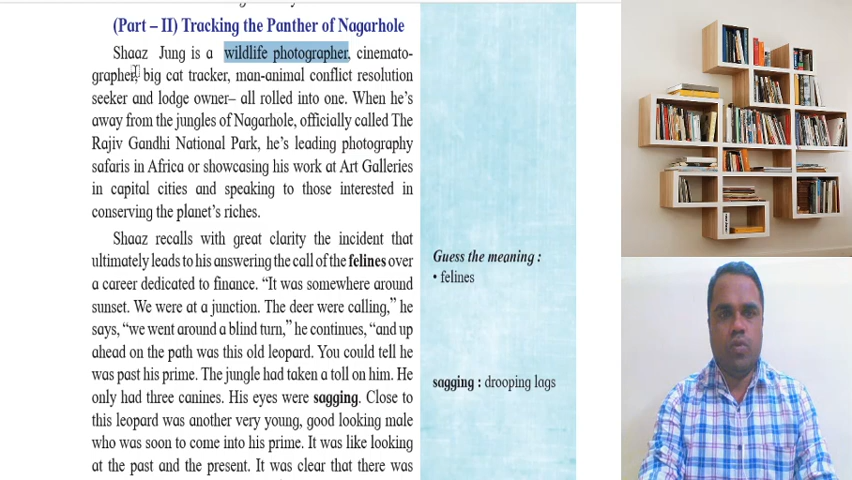 (Part – II) Tracking the Panther of Nagarhole
Shaaz Jung is a wildlife photographer, cinemato-
grapher, big cat tracker, man-animal conflict resolution
seeker and lodge owner– all rolled into one. When he's
away from the jungles of Nagarhole, officially called The
Rajiv Gandhi National Park, he's leading photography
safaris in Africa or showcasing his work at Art Galleries
in capital cities and speaking to those interested in
conserving the planet's riches.
Shaaz recalls with great clarity the incident that
ultimately leads to his answering the call of the felines over
a career dedicated to finance. “It was somewhere around
sunset. We were at a junction. The deer were calling,” he
says, “we went around a blind turn,” he continues, “and up
ahead on the path was this old leopard. You could tell he
was past his prime. The jungle had taken a toll on him. He
only had three canines. His eyes were sagging. Close to
this leopard was another very young, good looking male
who was soon to come into his prime. It was like looking
at the past and the present. It was clear that there was
Guess the meaning :
• felines
sagging : drooping lags